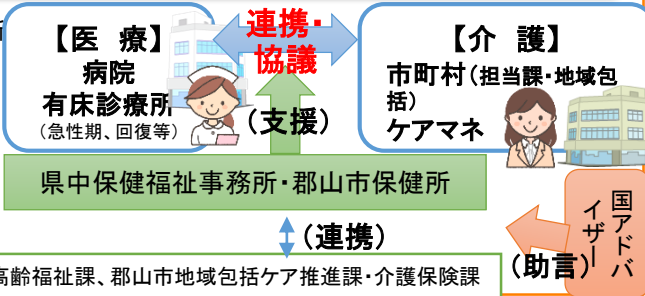 【医 療】
病院
有床診療所
（急性期、回復等）
連携・
協議
（支援）
【介 護】
市町村（担当課・地域包
括）
ケアマネ
県中保健福祉事務所・郡山市保健所
国アドバ
イザー
（連携）
（助言）
高齢福祉課、郡山市地域包括ケア推進課・介護保険課